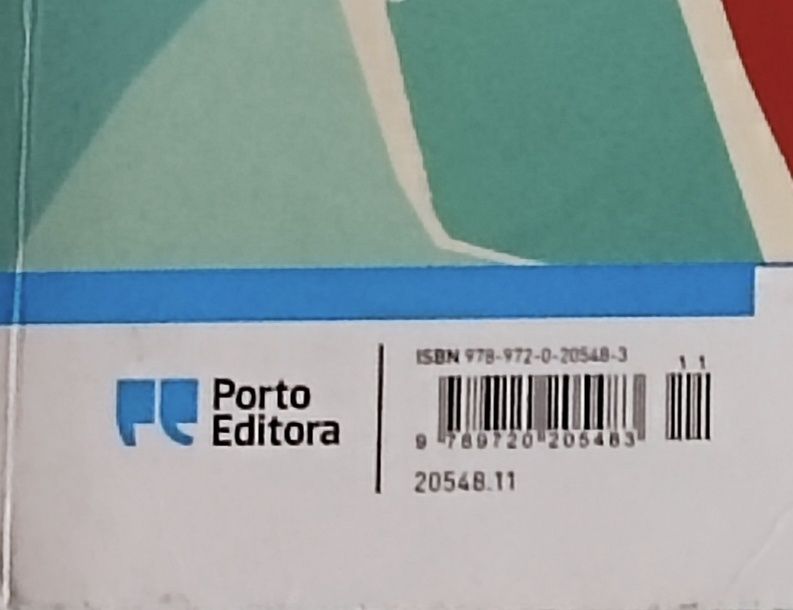 Porto
Editora
ISBN 978-972-0-20548-3
1 1
9 789720 205483
20548.11